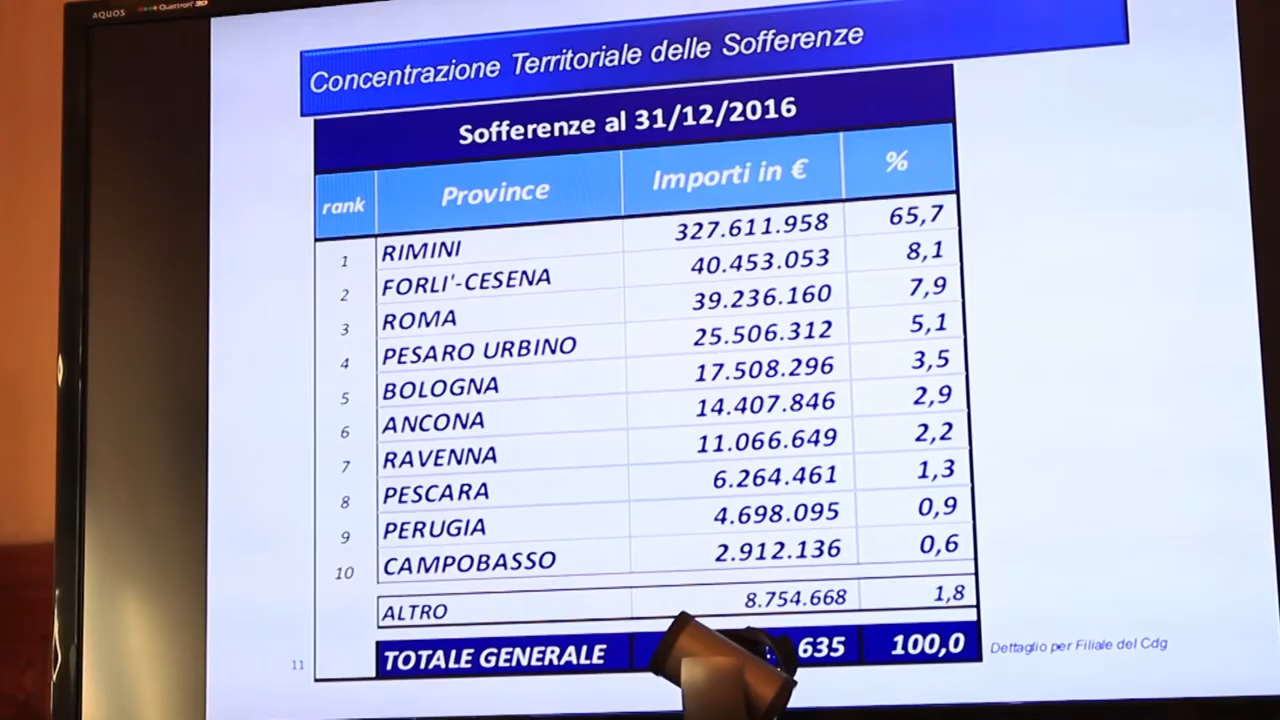 AQUOS Quattron 3D
Concentrazione Territoriale delle Sofferenze
Sofferenze al 31/12/2016
rank Province Importi in € %
1 RIMINI 327.611.958 65,7
2 FORLI'-CESENA 40.453.053 8,1
3 ROMA 39.236.160 7,9
4 PESARO URBINO 25.506.312 5,1
5 BOLOGNA 17.508.296 3,5
6 ANCONA 14.407.846 2,9
7 RAVENNA 11.066.649 2,2
8 PESCARA 6.264.461 1,3
9 PERUGIA 4.698.095 0,9
10 CAMPOBASSO 2.912.136 0,6
ALTRO 8.754.668 1,8
TOTALE GENERALE 635 100,0
Dettaglio per Filiale del Cdg
11